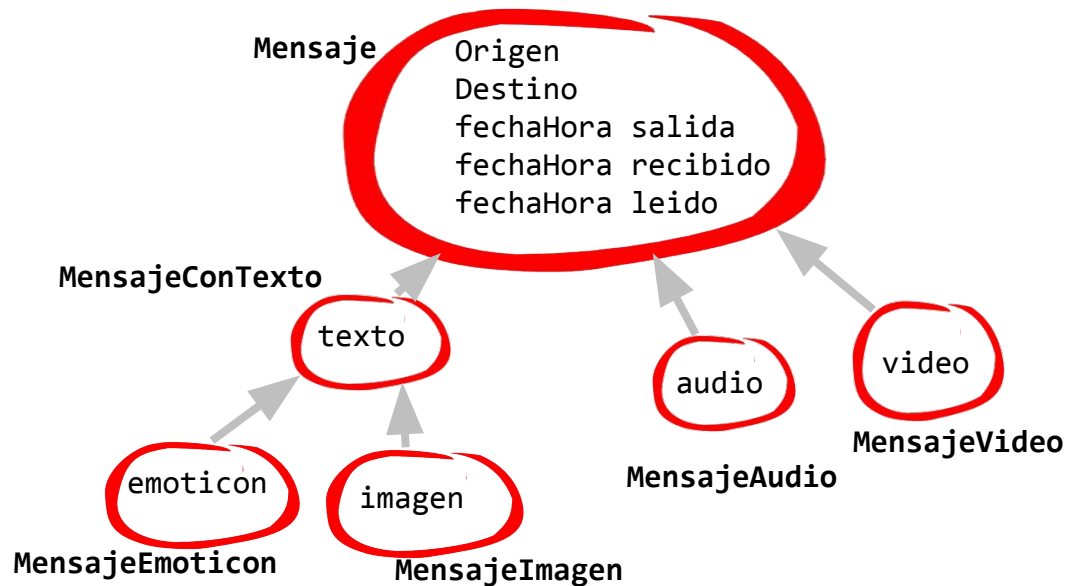 Mensaje
Origen
Destino
fechaHora salida
fechaHora recibido
fechaHora leido
MensajeConTexto
texto
audio
video
MensajeVideo
MensajeAudio
emoticon
imagen
MensajeEmoticon
MensajeImagen